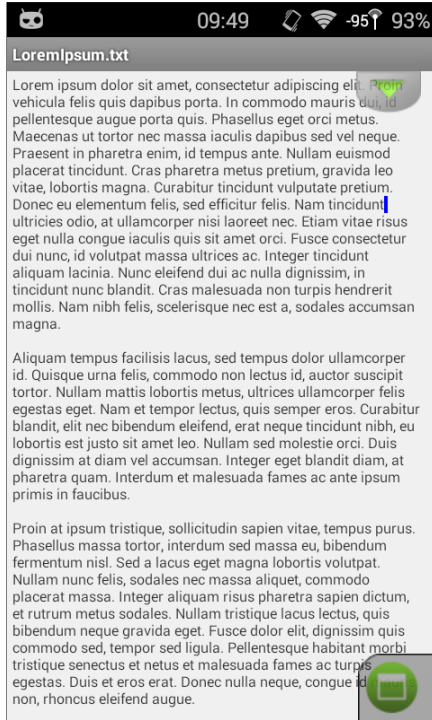 09:49 -95 93%
LoremIpsum.txt
Lorem ipsum dolor sit amet, consectetur adipiscing elit. Proin
vehicula felis quis dapibus porta. In commodo mauris dui, id
pellentesque augue porta quis. Phasellus eget orci metus.
Maecenas ut tortor nec massa iaculis dapibus sed vel neque.
Praesent in pharetra enim, id tempus ante. Nullam euismod
placerat tincidunt. Cras pharetra metus pretium, gravida leo
vitae, lobortis magna. Curabitur tincidunt vulputate pretium.
Donec eu elementum felis, sed efficitur felis. Nam tincidunt
ultricies odio, at ullamcorper nisi laoreet nec. Etiam vitae risus
eget nulla congue iaculis quis sit amet orci. Fusce consectetur
dui nunc, id volutpat massa ultrices ac. Integer tincidunt
aliquam lacinia. Nunc eleifend dui ac nulla dignissim, in
tincidunt nunc blandit. Cras malesuada non turpis hendrerit
mollis. Nam nibh felis, scelerisque nec est a, sodales accumsan
magna.
Aliquam tempus facilisis lacus, sed tempus dolor ullamcorper
id. Quisque urna felis, commodo non lectus id, auctor suscipit
tortor. Nullam mattis lobortis metus, ultrices ullamcorper felis
egestas eget. Nam et tempor lectus, quis semper eros. Curabitur
blandit, elit nec bibendum eleifend, erat neque tincidunt nibh, eu
lobortis est justo sit amet leo. Nullam sed molestie orci. Duis
dignissim at diam vel accumsan. Integer eget blandit diam, at
pharetra quam. Interdum et malesuada fames ac ante ipsum
primis in faucibus.
Proin at ipsum tristique, sollicitudin sapien vitae, tempus purus.
Phasellus massa tortor, interdum sed massa eu, bibendum
fermentum nisl. Sed a lacus eget magna lobortis volutpat.
Nullam nunc felis, sodales nec massa aliquet, commodo
placerat massa. Integer aliquam risus pharetra sapien dictum,
et rutrum metus sodales. Nullam tristique lacus lectus, quis
bibendum neque gravida eget. Fusce dolor elit, dignissim quis
commodo sed, tempor sed ligula. Pellentesque habitant morbi
tristique senectus et netus et malesuada fames ac turpis
egestas. Duis et eros erat. Donec nulla neque, congue id
non, rhoncus eleifend augue.